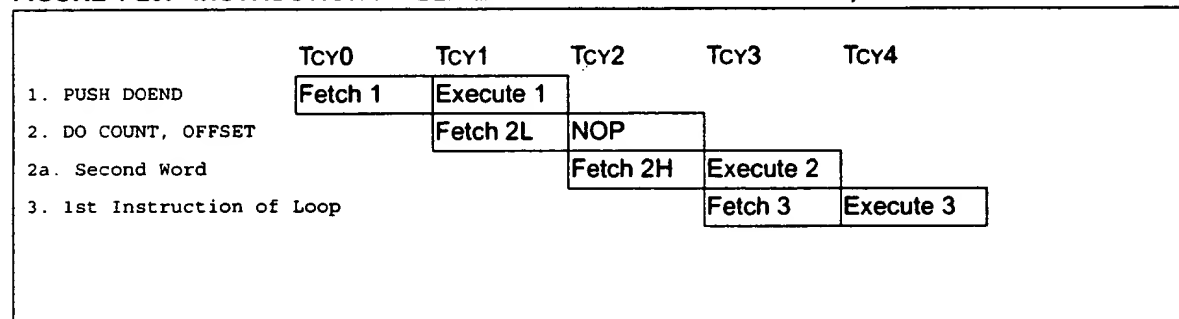 TCY0 TCY1 TCY2 TCY3 TCY4
1. PUSH DOEND Fetch 1 Execute 1
2. DO COUNT, OFFSET Fetch 2L NOP
2a. Second Word Fetch 2H Execute 2
3. 1st Instruction of Loop Fetch 3 Execute 3